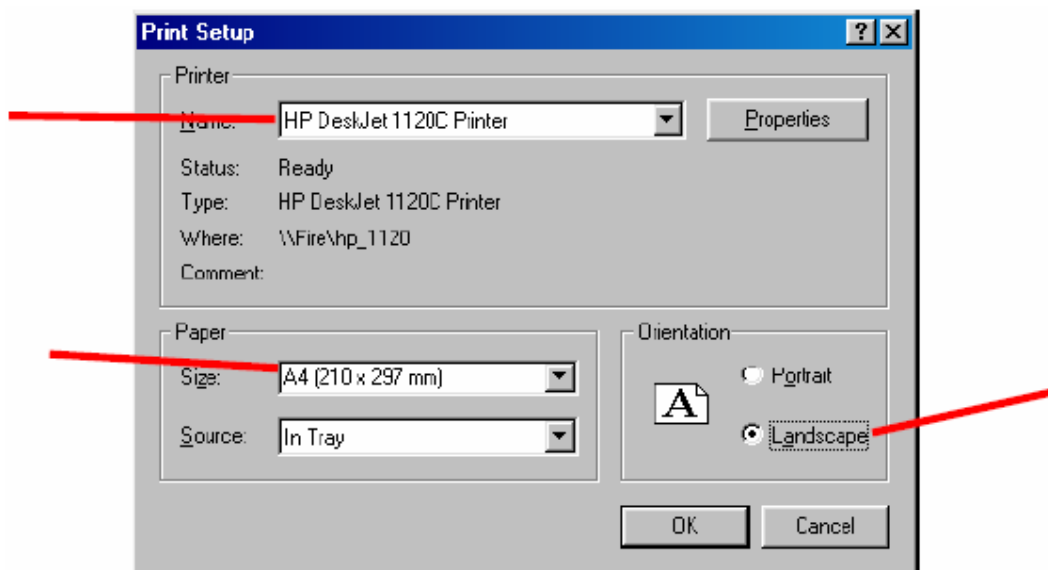 Print Setup
Printer
Name: HP DeskJet 1120C Printer Properties
Status: Ready
Type: HP DeskJet 1120C Printer
Where: \\Fire\hp_1120
Comment:
Paper
Size: A4 (210 x 297 mm)
Source: In Tray
Orientation
A
Portrait
Landscape
OK Cancel